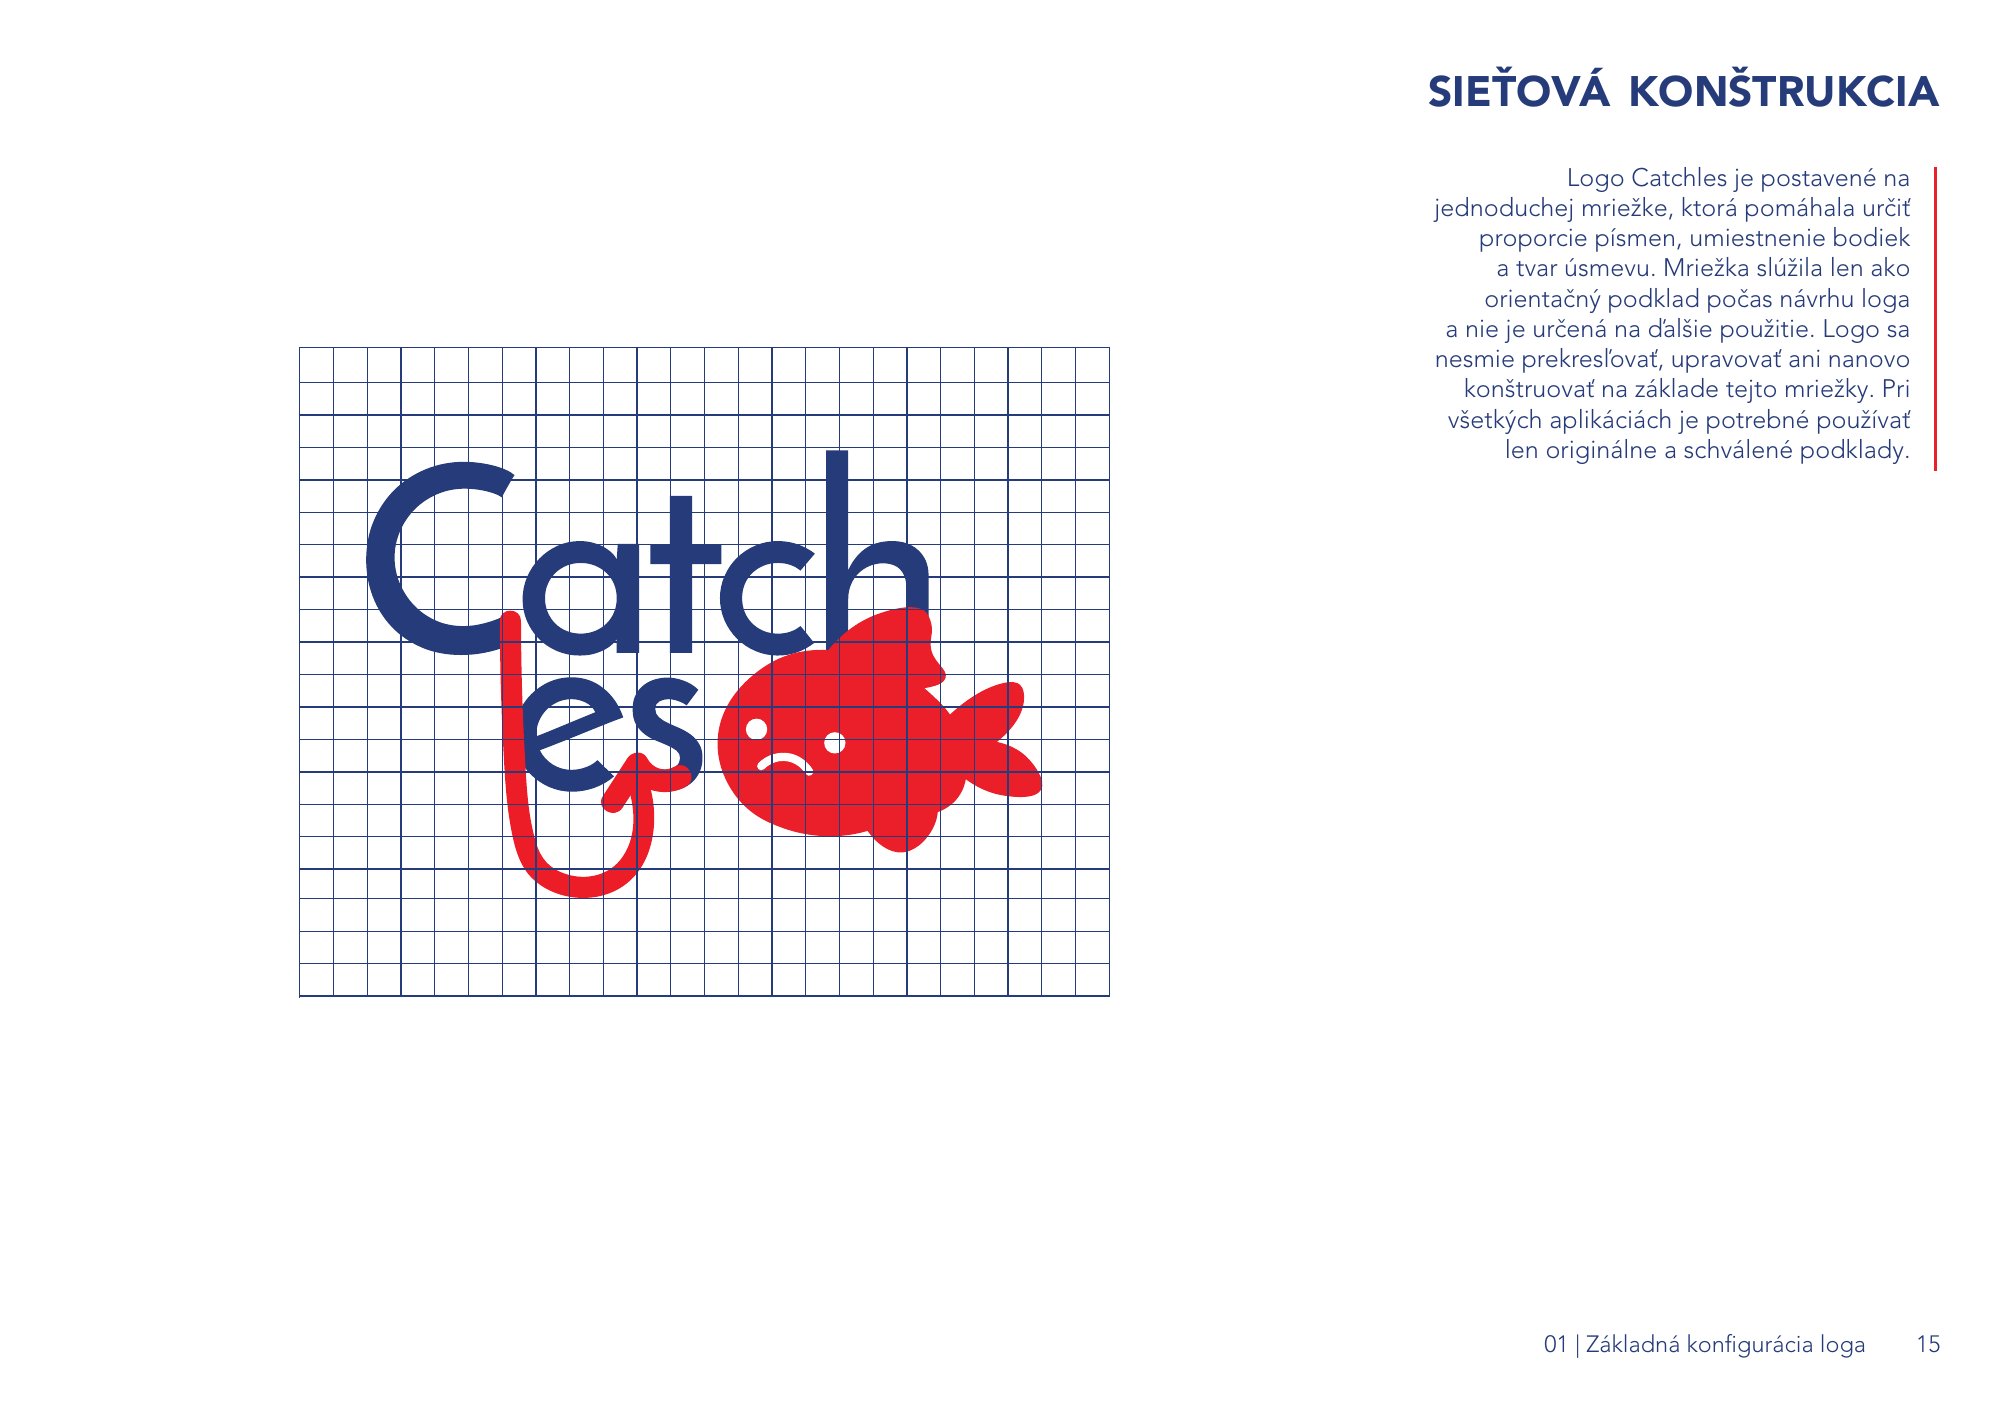 SIEŤOVÁ KONŠTRUKCIA
Logo Catchles je postavené na
jednoduchej mriežke, ktorá pomáhala určiť
proporcie písmen, umiestnenie bodiek
a tvar úsmevu. Mriežka slúžila len ako
orientačný podklad počas návrhu loga
a nie je určená na ďalšie použitie. Logo sa
nesmie prekresľovať, upravovať ani nanovo
konštruovať na základe tejto mriežky. Pri
všetkých aplikáciách je potrebné používať
len originálne a schválené podklady.
Catch
les
01 | Základná konfigurácia loga 15